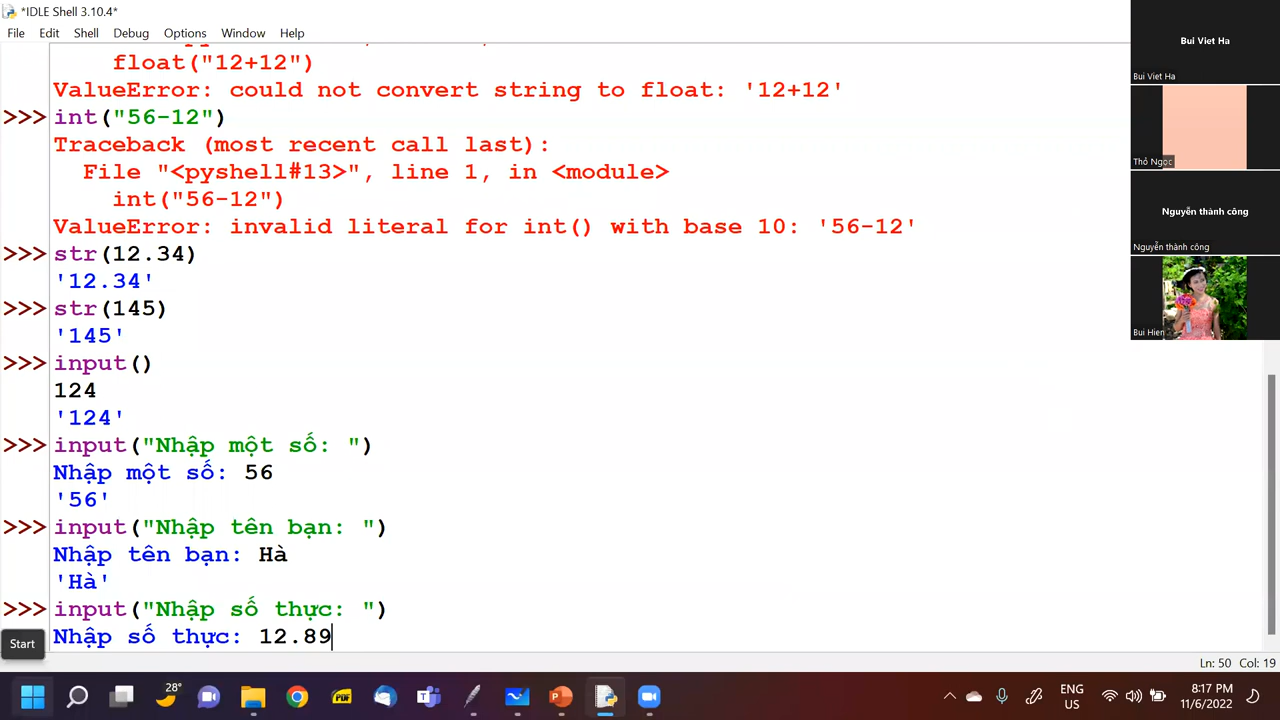 *IDLE Shell 3.10.4*
File Edit Shell Debug Options Window Help
float("12+12")
ValueError: could not convert string to float: '12+12'
>>> int("56-12")
Traceback (most recent call last):
File "<pyshell#13>", line 1, in <module>
int("56-12")
ValueError: invalid literal for int() with base 10: '56-12'
>>> str(12.34)
'12.34'
>>> str(145)
'145'
>>> input()
124
'124'
>>> input("Nhập một số: ")
Nhập một số: 56
'56'
>>> input("Nhập tên bạn: ")
Nhập tên bạn: Hà
'Hà'
>>> input("Nhập số thực: ")
Nhập số thực: 12.89
Start
Ln: 50 Col: 19
Bui Viet Ha
Bui Viet Ha
Thỏ Ngọc
Nguyễn thành công
Nguyễn thành công
Bui Hien
28°
PDF
ENG
US
8:17 PM
11/6/2022